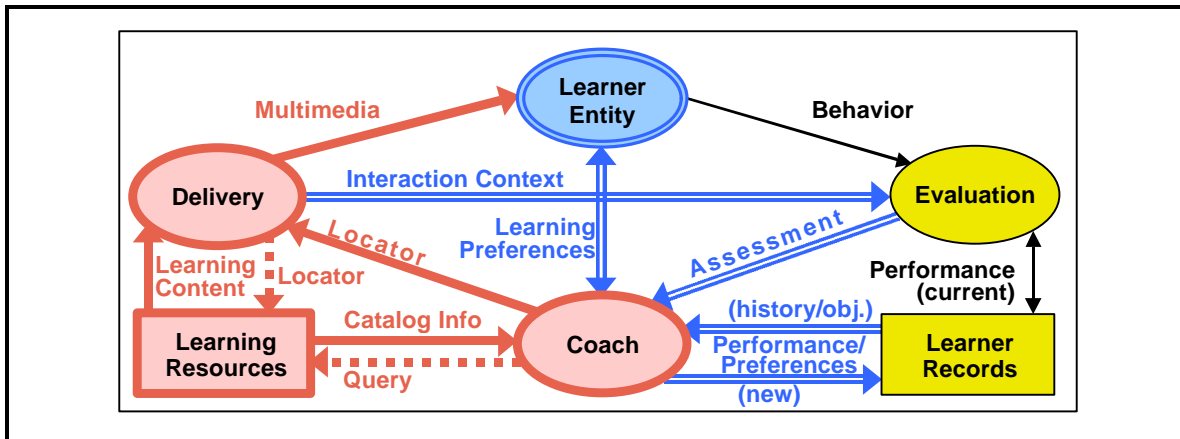 Learner
Entity
Multimedia
Behavior
Delivery
Interaction Context
Evaluation
Learning
Preferences
Locator
Assessment
Learning
Content
Locator
Performance
(current)
Learning
Resources
Catalog Info
Query
Coach
(history/obj.)
Performance/
Preferences
(new)
Learner
Records